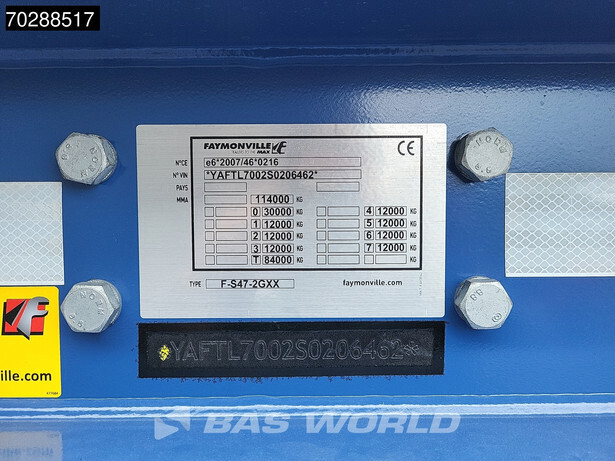 70288517
FAYMONVILLE
MAX
CE
N°CE e6*2007/46*0216
N° VIN *YAFTL7002S0206462*
PAYS
MMA 114000 KG
0 30000 KG 4 12000 KG
1 12000 KG 5 12000 KG
2 12000 KG 6 12000 KG
3 12000 KG 7 12000 KG
T 84000 KG
TYPE F-S47-2GXX faymonville.com
*YAFTL7002S0206462*
ville.com
BAS WORLD